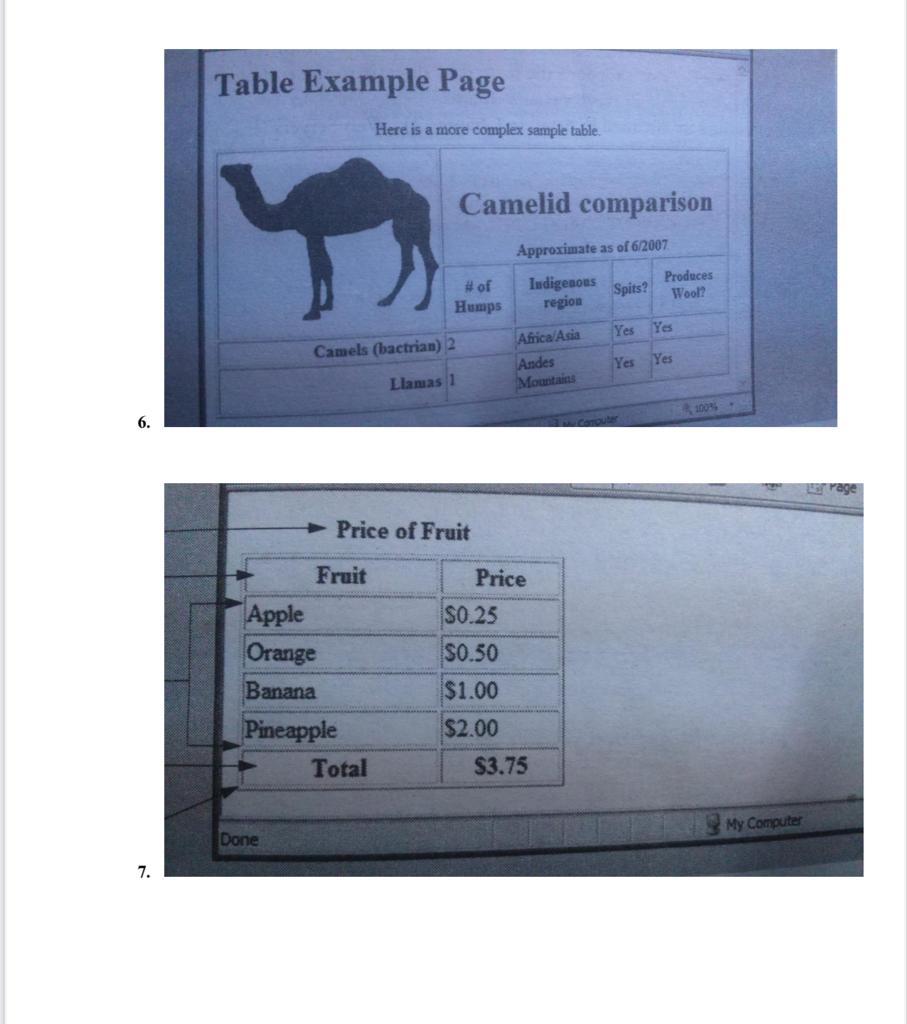 Table Example Page
Here is a more complex sample table.
Camelid comparison
Approximate as of 6/2007
# of Humps Indigenous region Spits? Produces Wool?
Camels (bactrian) 2 Africa/Asia Yes Yes
Llamas 1 Andes Mountains Yes Yes
My Computer 100%
6.
Page
Price of Fruit
Fruit Price
Apple $0.25
Orange $0.50
Banana $1.00
Pineapple $2.00
Total $3.75
Done My Computer
7.